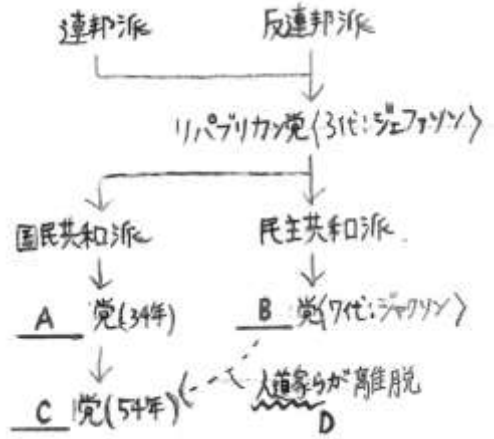 連邦派 反連邦派
リパブリカン党〈3代:ジェファソン〉
国民共和派 民主共和派.
A 党(34年) B 党〈7代:ジャクソン〉
C 党(54年) 人道家らが離脱
D